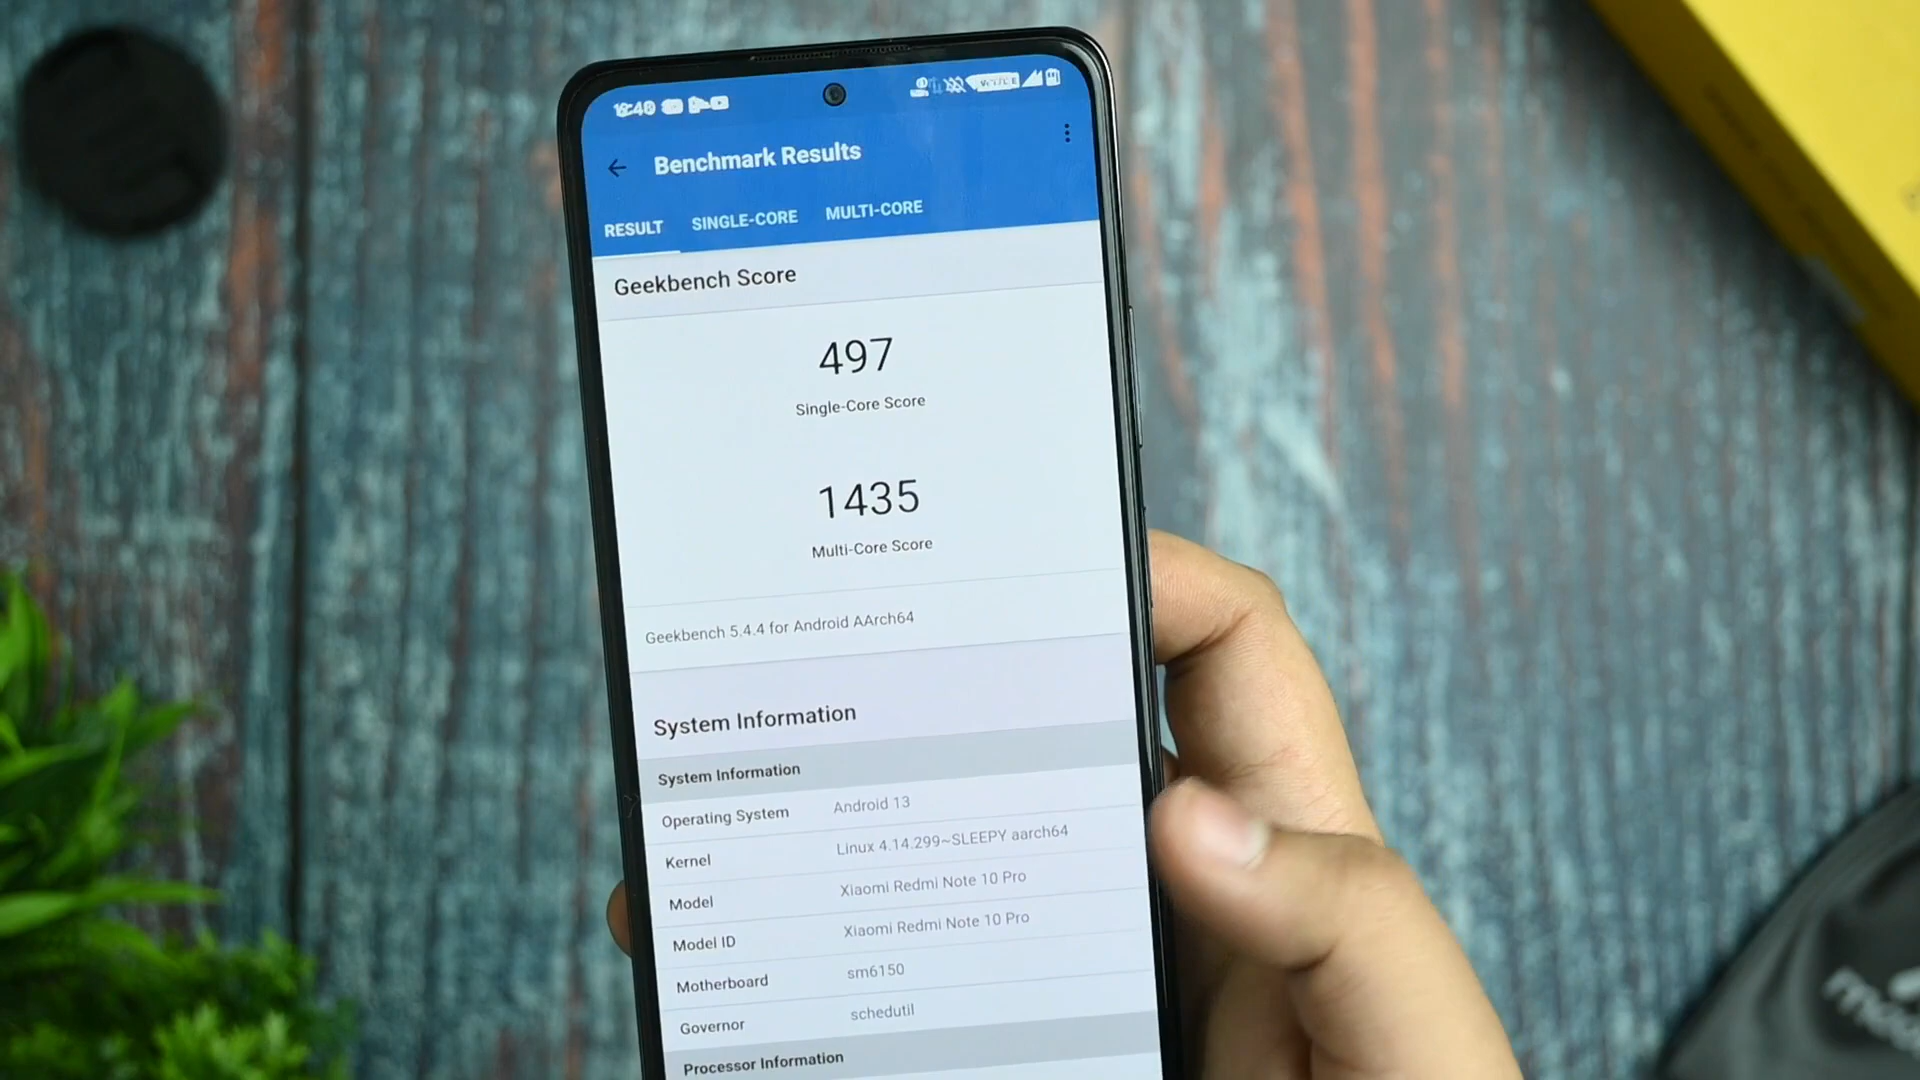 Benchmark Results
RESULT SINGLE-CORE MULTI-CORE
Geekbench Score
497
Single-Core Score
1435
Multi-Core Score
Geekbench 5.4.4 for Android AArch64
System Information
System Information
Operating System Android 13
Kernel Linux 4.14.299~SLEEPY aarch64
Model Xiaomi Redmi Note 10 Pro
Model ID Xiaomi Redmi Note 10 Pro
Motherboard sm6150
Governor schedutil
Processor Information